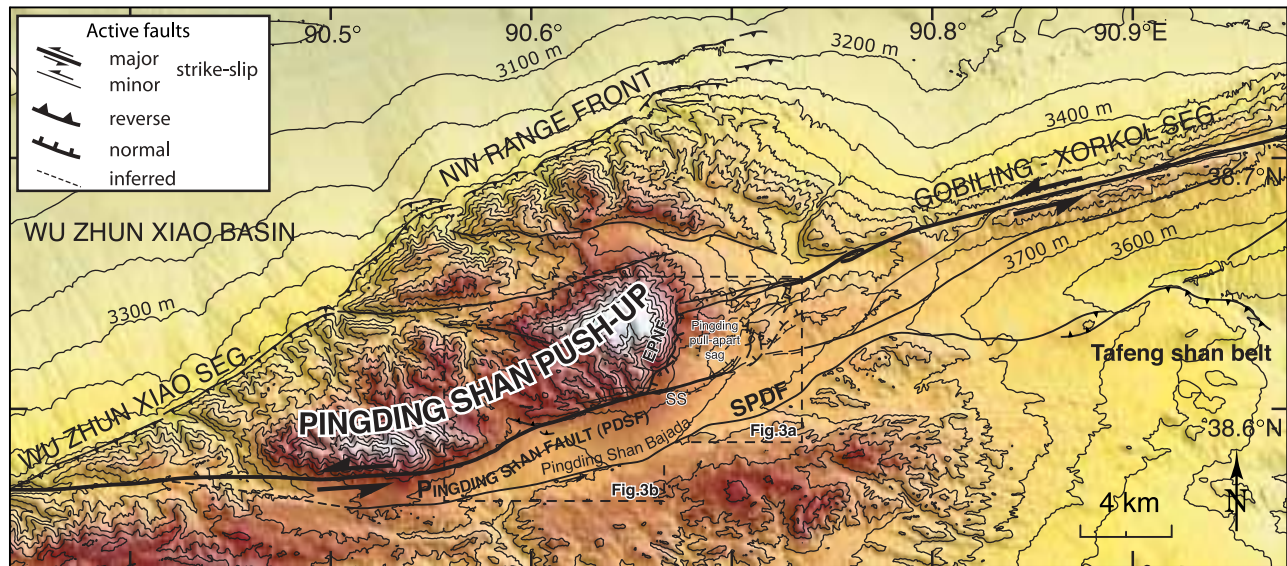 Active faults
major
minor
strike-slip
reverse
normal
inferred
90.5°
90.6°
90.8°
90.9°E
3100 m
3200 m
3400 m
NW RANGE FRONT
GOBILING - XORKOL SEG
38.7°N
WU ZHUN XIAO BASIN
3700 m
3600 m
3300 m
PINGDING SHAN PUSH-UP
EPMF
Pingding
pull-apart
sag
Tafeng shan belt
WU ZHUN XIAO SEG
SS
SPDF
38.6°N
Fig.3a
PINGDING SHAN FAULT (PDSF)
Pingding Shan Bajada
Fig.3b
4 km
N